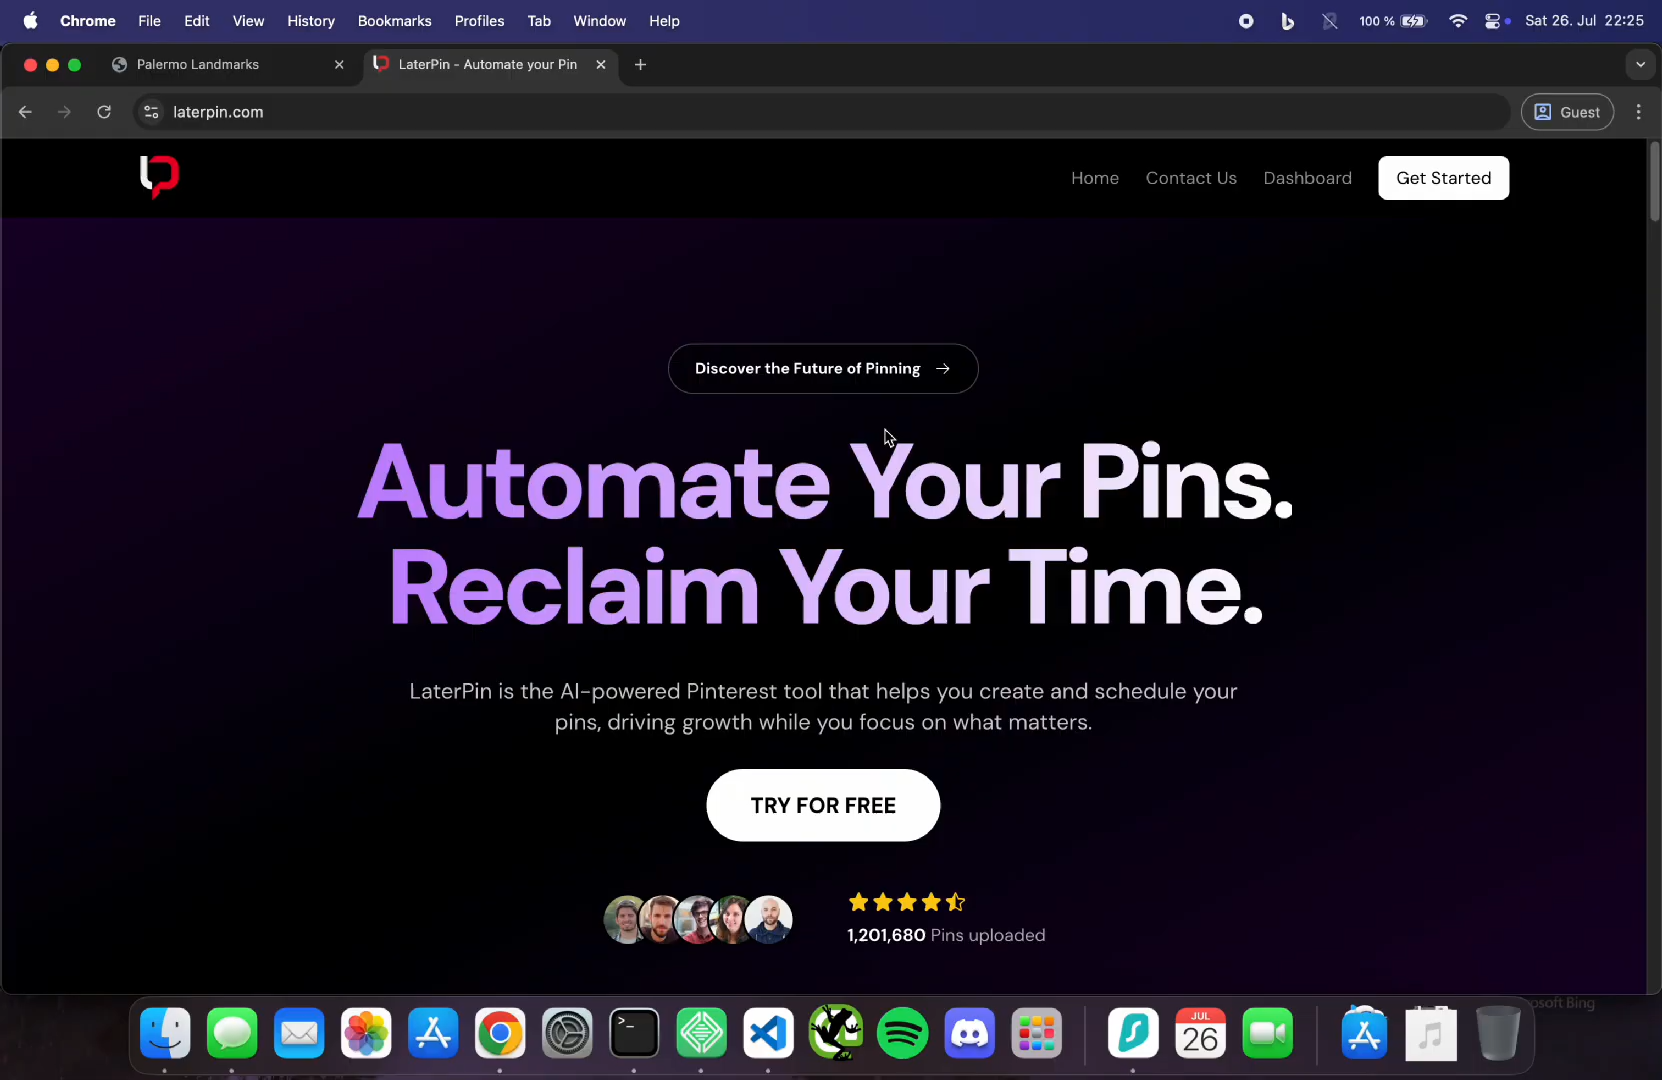 Chrome File Edit View History Bookmarks Profiles Tab Window Help 100 % Sat 26. Jul 22:25
Palermo Landmarks LaterPin - Automate your Pin
laterpin.com Guest
Home Contact Us Dashboard Get Started
Discover the Future of Pinning →
Automate Your Pins.
Reclaim Your Time.
LaterPin is the AI-powered Pinterest tool that helps you create and schedule your
pins, driving growth while you focus on what matters.
TRY FOR FREE
1,201,680 Pins uploaded
osoft Bing
JUL
26